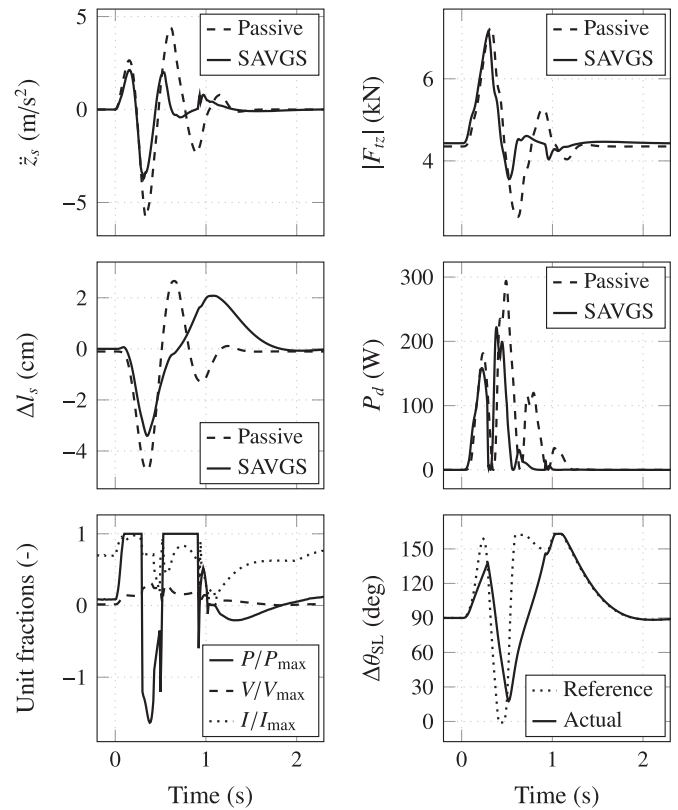 5
0
−5
z̈s (m/s²)
Passive
SAVGS
6
4
|Ftz| (kN)
Passive
SAVGS
2
0
−2
−4
Δls (cm)
Passive
SAVGS
300
200
100
0
Pd (W)
Passive
SAVGS
1
0
−1
Unit fractions (-)
P/Pmax
V/Vmax
I/Imax
0 1 2
Time (s)
150
120
90
60
30
0
ΔθSL (deg)
Reference
Actual
0 1 2
Time (s)